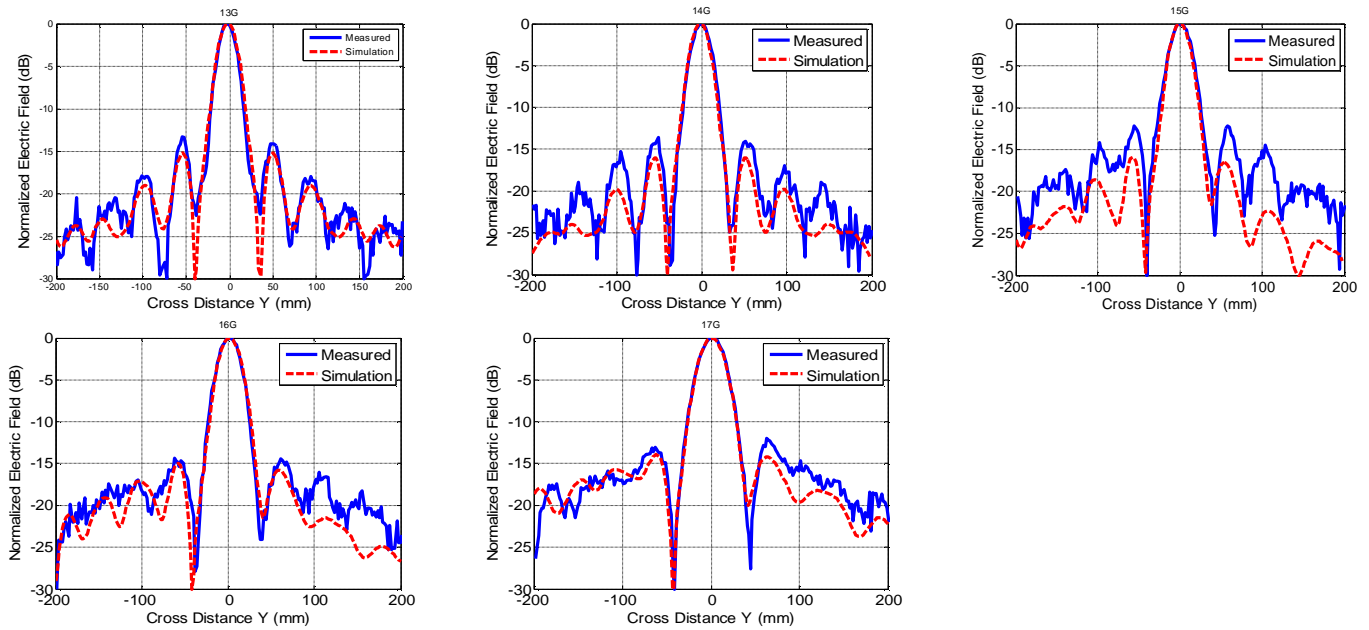 13G
Normalized Electric Field (dB)
0
-5
-10
-15
-20
-25
-30
Measured
Simulation
-200 -150 -100 -50 0 50 100 150 200
Cross Distance Y (mm)
14G
Normalized Electric Field (dB)
0
-5
-10
-15
-20
-25
-30
Measured
Simulation
-200 -100 0 100 200
Cross Distance Y (mm)
15G
Normalized Electric Field (dB)
0
-5
-10
-15
-20
-25
-30
Measured
Simulation
-200 -100 0 100 200
Cross Distance Y (mm)
16G
Normalized Electric Field (dB)
0
-5
-10
-15
-20
-25
-30
Measured
Simulation
-200 -100 0 100 200
Cross Distance Y (mm)
17G
Normalized Electric Field (dB)
0
-5
-10
-15
-20
-25
-30
Measured
Simulation
-200 -100 0 100 200
Cross Distance Y (mm)